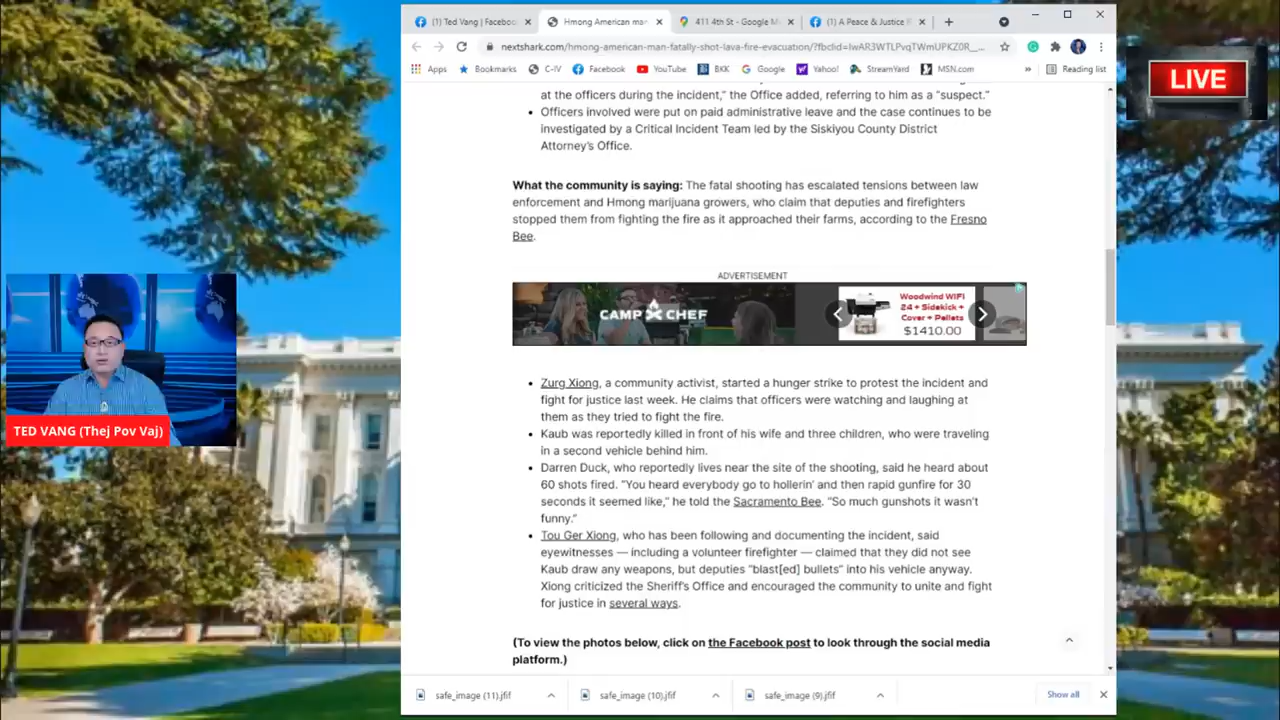 (1) Ted Vang | Faceboo
Hmong American man
411 4th St - Google M
(1) A Peace & Justice
nextshark.com/hmong-american-man-fatally-shot-lava-fire-evacuation/?fbclid=IwAR3WTLPvqTWmUPKZ0R__...
Apps
Bookmarks
C-IV
Facebook
YouTube
BKK
Google
Yahoo!
StreamYard
MSN.com
»
Reading list
LIVE
at the officers during the incident,” the Office added, referring to him as a “suspect.”
• Officers involved were put on paid administrative leave and the case continues to be
investigated by a Critical Incident Team led by the Siskiyou County District
Attorney’s Office.
What the community is saying: The fatal shooting has escalated tensions between law
enforcement and Hmong marijuana growers, who claim that deputies and firefighters
stopped them from fighting the fire as it approached their farms, according to the Fresno
Bee.
ADVERTISEMENT
CAMP CHEF
Woodwind WIFI
24 + Sidekick +
Cover + Pellets
$1410.00
• Zurg Xiong, a community activist, started a hunger strike to protest the incident and
fight for justice last week. He claims that officers were watching and laughing at
them as they tried to fight the fire.
• Kaub was reportedly killed in front of his wife and three children, who were traveling
in a second vehicle behind him.
• Darren Duck, who reportedly lives near the site of the shooting, said he heard about
60 shots fired. “You heard everybody go to hollerin’ and then rapid gunfire for 30
seconds it seemed like,” he told the Sacramento Bee. “So much gunshots it wasn’t
funny.”
• Tou Ger Xiong, who has been following and documenting the incident, said
eyewitnesses — including a volunteer firefighter — claimed that they did not see
Kaub draw any weapons, but deputies “blast[ed] bullets” into his vehicle anyway.
Xiong criticized the Sheriff’s Office and encouraged the community to unite and fight
for justice in several ways.
(To view the photos below, click on the Facebook post to look through the social media
platform.)
TED VANG (Thej Pov Vaj)
safe_image (11).jfif
safe_image (10).jfif
safe_image (9).jfif
Show all